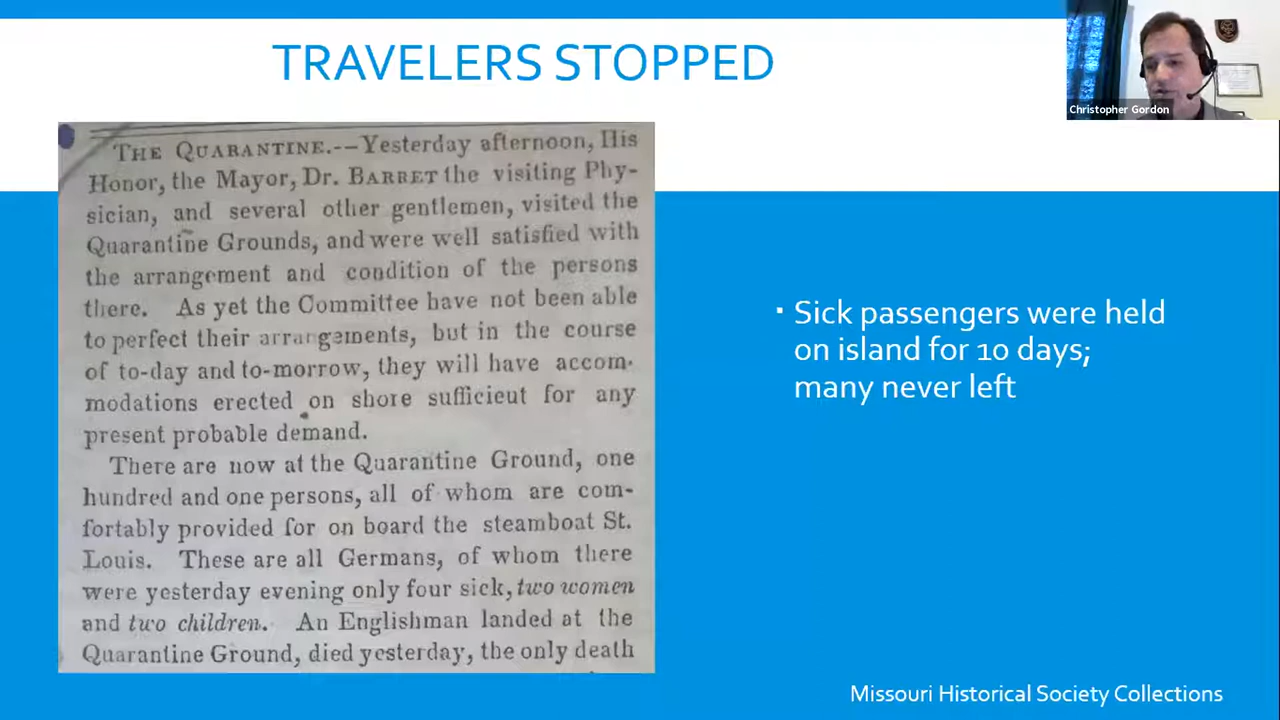 TRAVELERS STOPPED
Christopher Gordon
THE QUARANTINE.--Yesterday afternoon, His
Honor, the Mayor, Dr. BARRET the visiting Phy-
sician, and several other gentlemen, visited the
Quarantine Grounds, and were well satisfied with
the arrangement and condition of the persons
there. As yet the Committee have not been able
to perfect their arrangements, but in the course
of to-day and to-morrow, they will have accom-
modations erected on shore sufficieut for any
present probable demand.
There are now at the Quarantine Ground, one
hundred and one persons, all of whom are com-
fortably provided for on board the steamboat St.
Louis. These are all Germans, of whom there
were yesterday evening only four sick, two women
and two children. An Englishman landed at the
Quarantine Ground, died yesterday, the only death
▪ Sick passengers were held
on island for 10 days;
many never left
Missouri Historical Society Collections